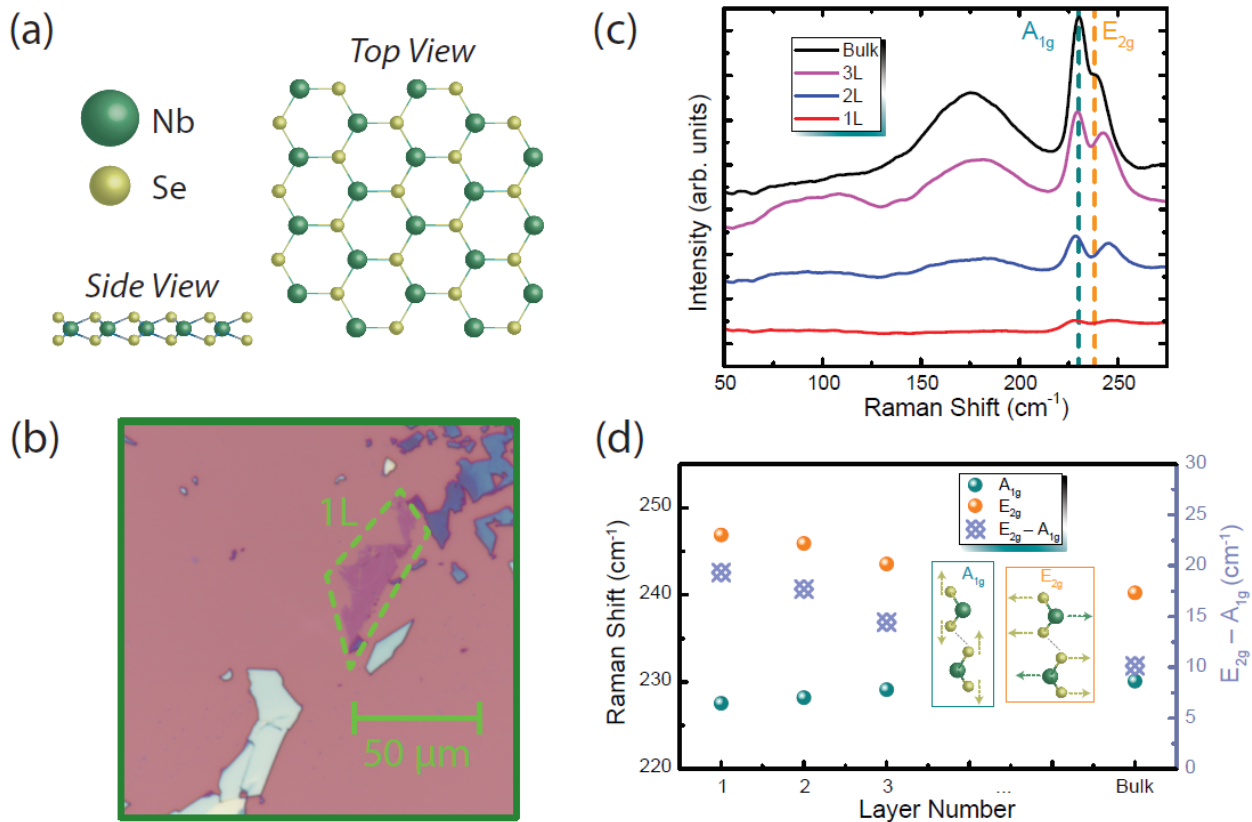 (a)
Top View
Nb
Se
Side View
(b)
1L
50 μm
(c)
A1g
E2g
Bulk
3L
2L
1L
Intensity (arb. units)
50
100
150
200
250
Raman Shift (cm-1)
(d)
A1g
E2g
E2g – A1g
A1g
E2g
Raman Shift (cm-1)
250
240
230
220
30
25
20
15
10
5
0
E2g – A1g (cm-1)
1
2
3
...
Bulk
Layer Number